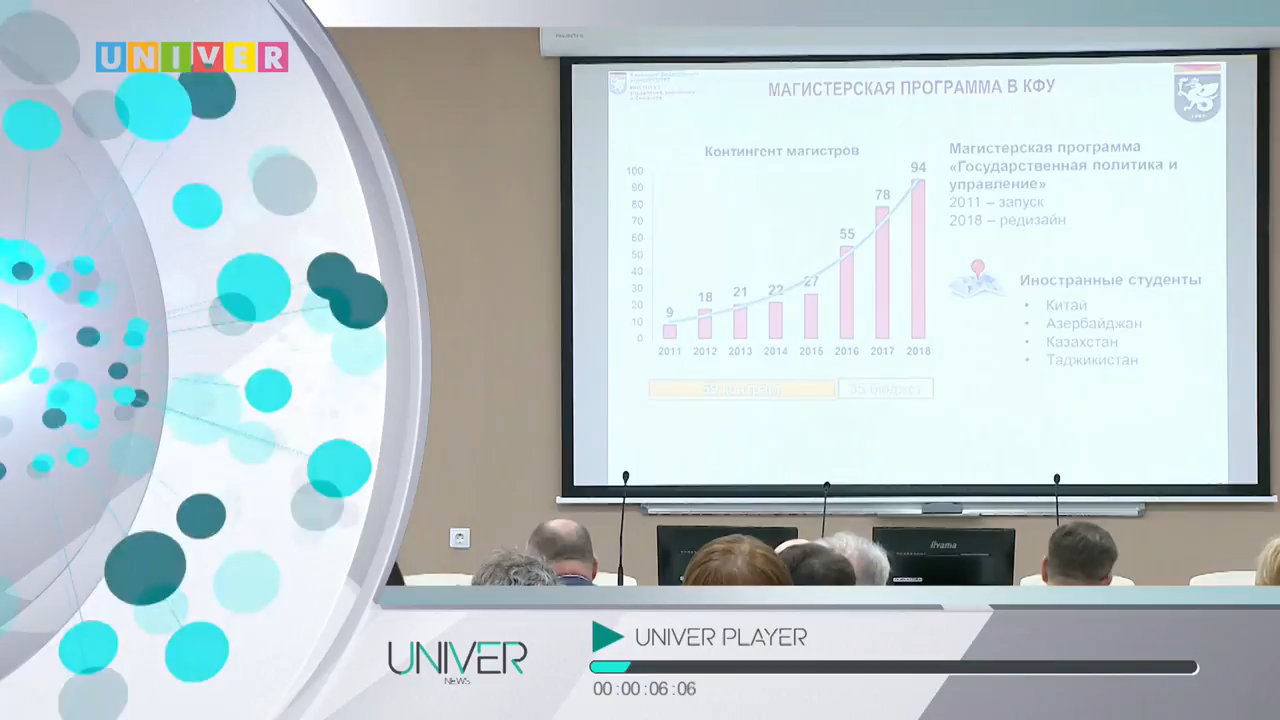 UNIVER
МАГИСТЕРСКАЯ ПРОГРАММА В КФУ
Контингент магистров
100
90
80
70
60
50
40
30
20
10
0
9
18
21
22
27
55
78
94
2011 2012 2013 2014 2015 2016 2017 2018
35 бюджет
Магистерская программа
«Государственная политика и
управление»
2011 – запуск
2018 – редизайн
Иностранные студенты
• Китай
• Азербайджан
• Казахстан
• Таджикистан
iiyama
UNIVER
NEWS
UNIVER PLAYER
00:00:06:06